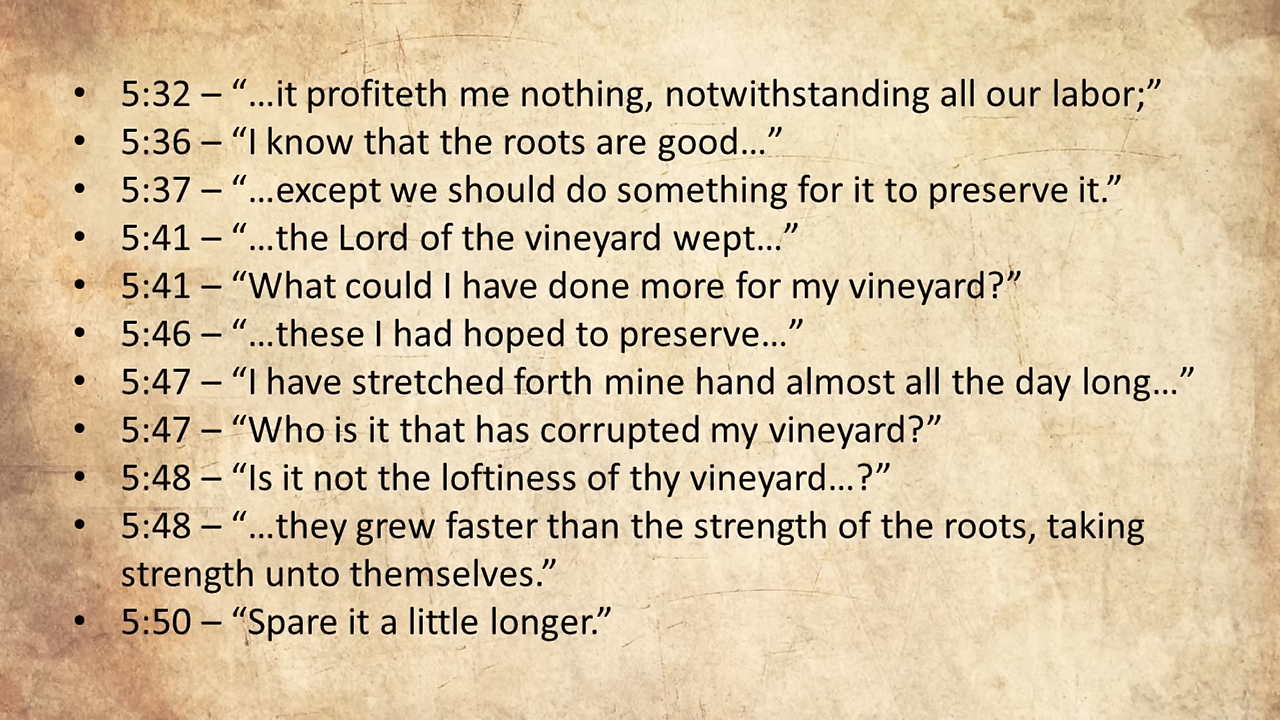 • 5:32 – “…it profiteth me nothing, notwithstanding all our labor;”
• 5:36 – “I know that the roots are good…”
• 5:37 – “…except we should do something for it to preserve it.”
• 5:41 – “…the Lord of the vineyard wept…”
• 5:41 – “What could I have done more for my vineyard?”
• 5:46 – “…these I had hoped to preserve…”
• 5:47 – “I have stretched forth mine hand almost all the day long…”
• 5:47 – “Who is it that has corrupted my vineyard?”
• 5:48 – “Is it not the loftiness of thy vineyard…?”
• 5:48 – “…they grew faster than the strength of the roots, taking
strength unto themselves.”
• 5:50 – “Spare it a little longer.”